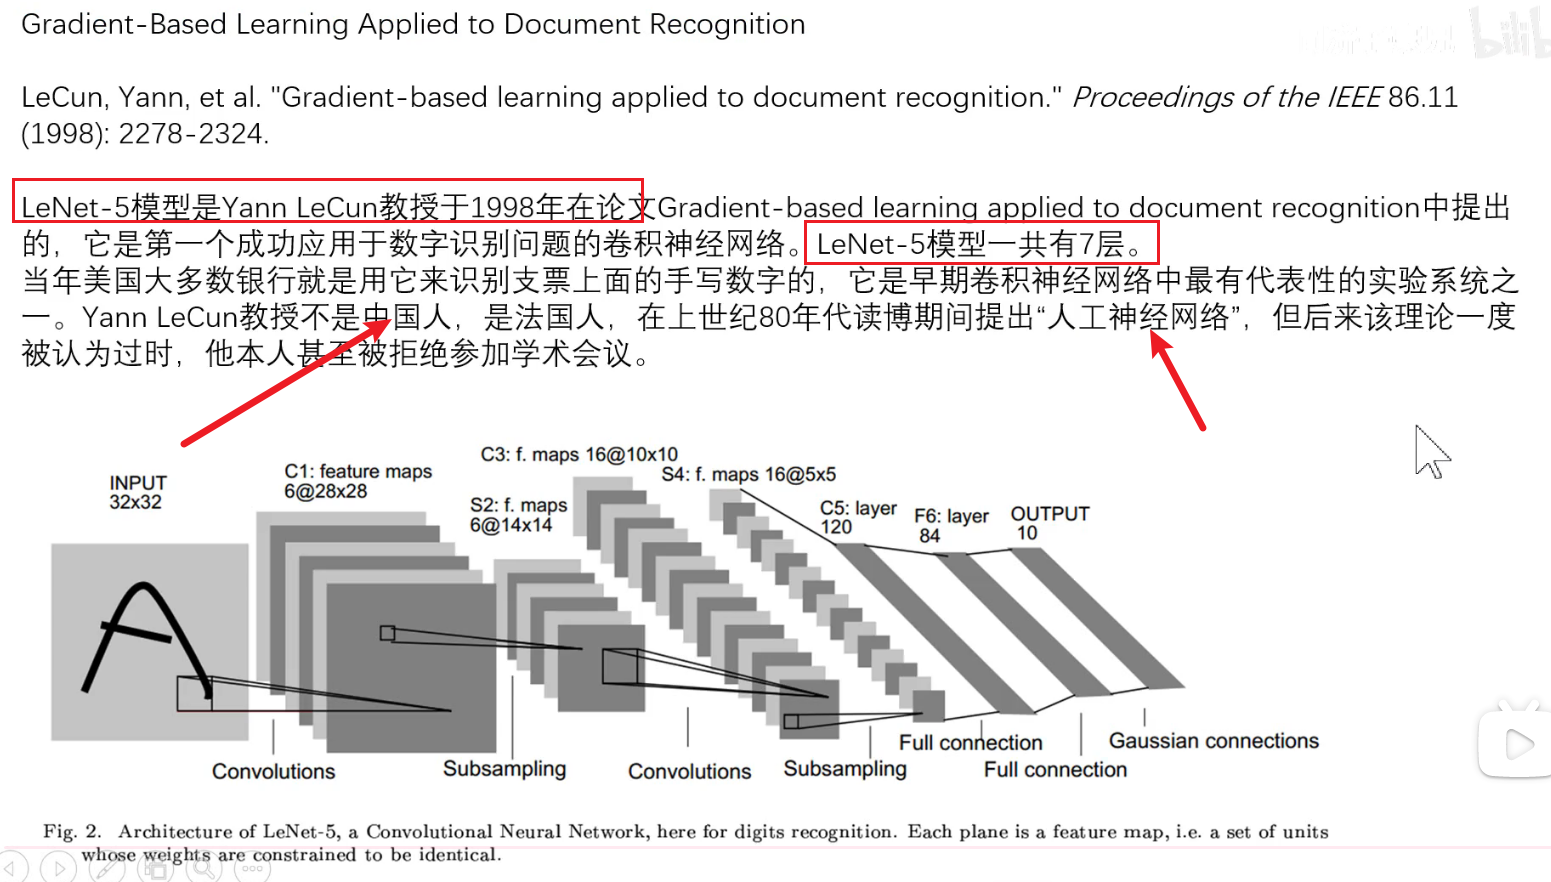 Gradient-Based Learning Applied to Document Recognition
LeCun, Yann, et al. "Gradient-based learning applied to document recognition." Proceedings of the IEEE 86.11
(1998): 2278-2324.
LeNet-5模型是Yann LeCun教授于1998年在论文Gradient-based learning applied to document recognition中提出
的，它是第一个成功应用于数字识别问题的卷积神经网络。LeNet-5模型一共有7层。
当年美国大多数银行就是用它来识别支票上面的手写数字的，它是早期卷积神经网络中最有代表性的实验系统之
一。Yann LeCun教授不是中国人，是法国人，在上世纪80年代读博期间提出“人工神经网络”，但后来该理论一度
被认为过时，他本人甚至被拒绝参加学术会议。
INPUT
32x32
C1: feature maps
6@28x28
S2: f. maps
6@14x14
C3: f. maps 16@10x10
S4: f. maps 16@5x5
C5: layer
120
F6: layer
84
OUTPUT
10
Convolutions
Subsampling
Convolutions
Subsampling
Full connection
Full connection
Gaussian connections
Fig. 2. Architecture of LeNet-5, a Convolutional Neural Network, here for digits recognition. Each plane is a feature map, i.e. a set of units
whose weights are constrained to be identical.